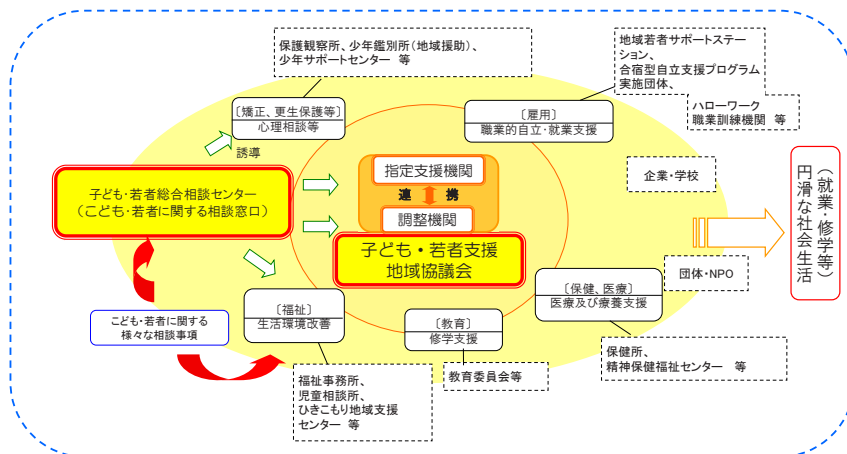 保護観察所、少年鑑別所（地域援助）、
少年サポートセンター 等
地域若者サポートステー
ション、
合宿型自立支援プログラム
実施団体、
ハローワーク
職業訓練機関 等
〔矯正、更生保護等〕
心理相談等
〔雇用〕
職業的自立・就業支援
誘導
子ども・若者総合相談センター
（こども・若者に関する相談窓口）
指定支援機関
連 携
調整機関
子ども・若者支援
地域協議会
企業・学校
団体・NPO
（就業・修学等）
円滑な社会生活
〔福祉〕
生活環境改善
〔教育〕
修学支援
〔保健、医療〕
医療及び療養支援
こども・若者に関する
様々な相談事項
福祉事務所、
児童相談所、
ひきこもり地域支援
センター 等
教育委員会等
保健所、
精神保健福祉センター 等